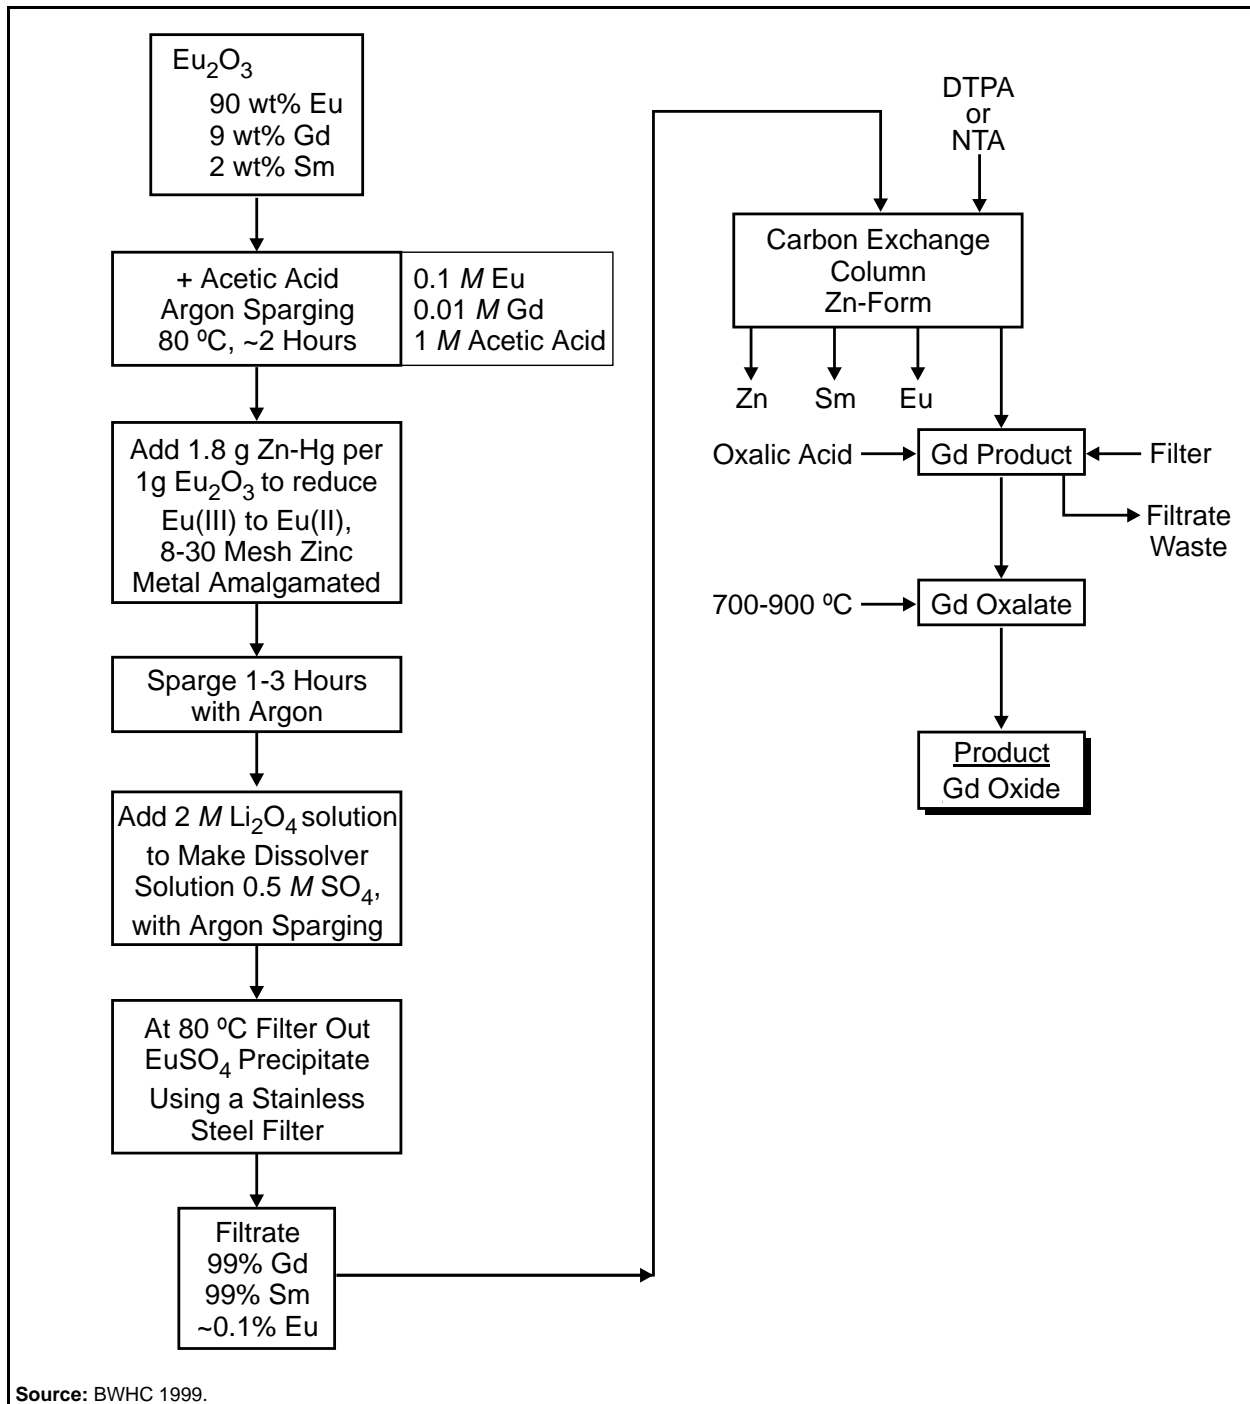 Eu₂O₃
90 wt% Eu
9 wt% Gd
2 wt% Sm
+ Acetic Acid
Argon Sparging
80 ºC, ~2 Hours
0.1 M Eu
0.01 M Gd
1 M Acetic Acid
Add 1.8 g Zn-Hg per
1g Eu₂O₃ to reduce
Eu(III) to Eu(II),
8-30 Mesh Zinc
Metal Amalgamated
Sparge 1-3 Hours
with Argon
Add 2 M Li₂O₄ solution
to Make Dissolver
Solution 0.5 M SO₄,
with Argon Sparging
At 80 ºC Filter Out
EuSO₄ Precipitate
Using a Stainless
Steel Filter
Filtrate
99% Gd
99% Sm
~0.1% Eu
DTPA
or
NTA
Carbon Exchange
Column
Zn-Form
Zn
Sm
Eu
Oxalic Acid
Gd Product
Filter
Filtrate
Waste
700-900 ºC
Gd Oxalate
Product
Gd Oxide
Source: BWHC 1999.